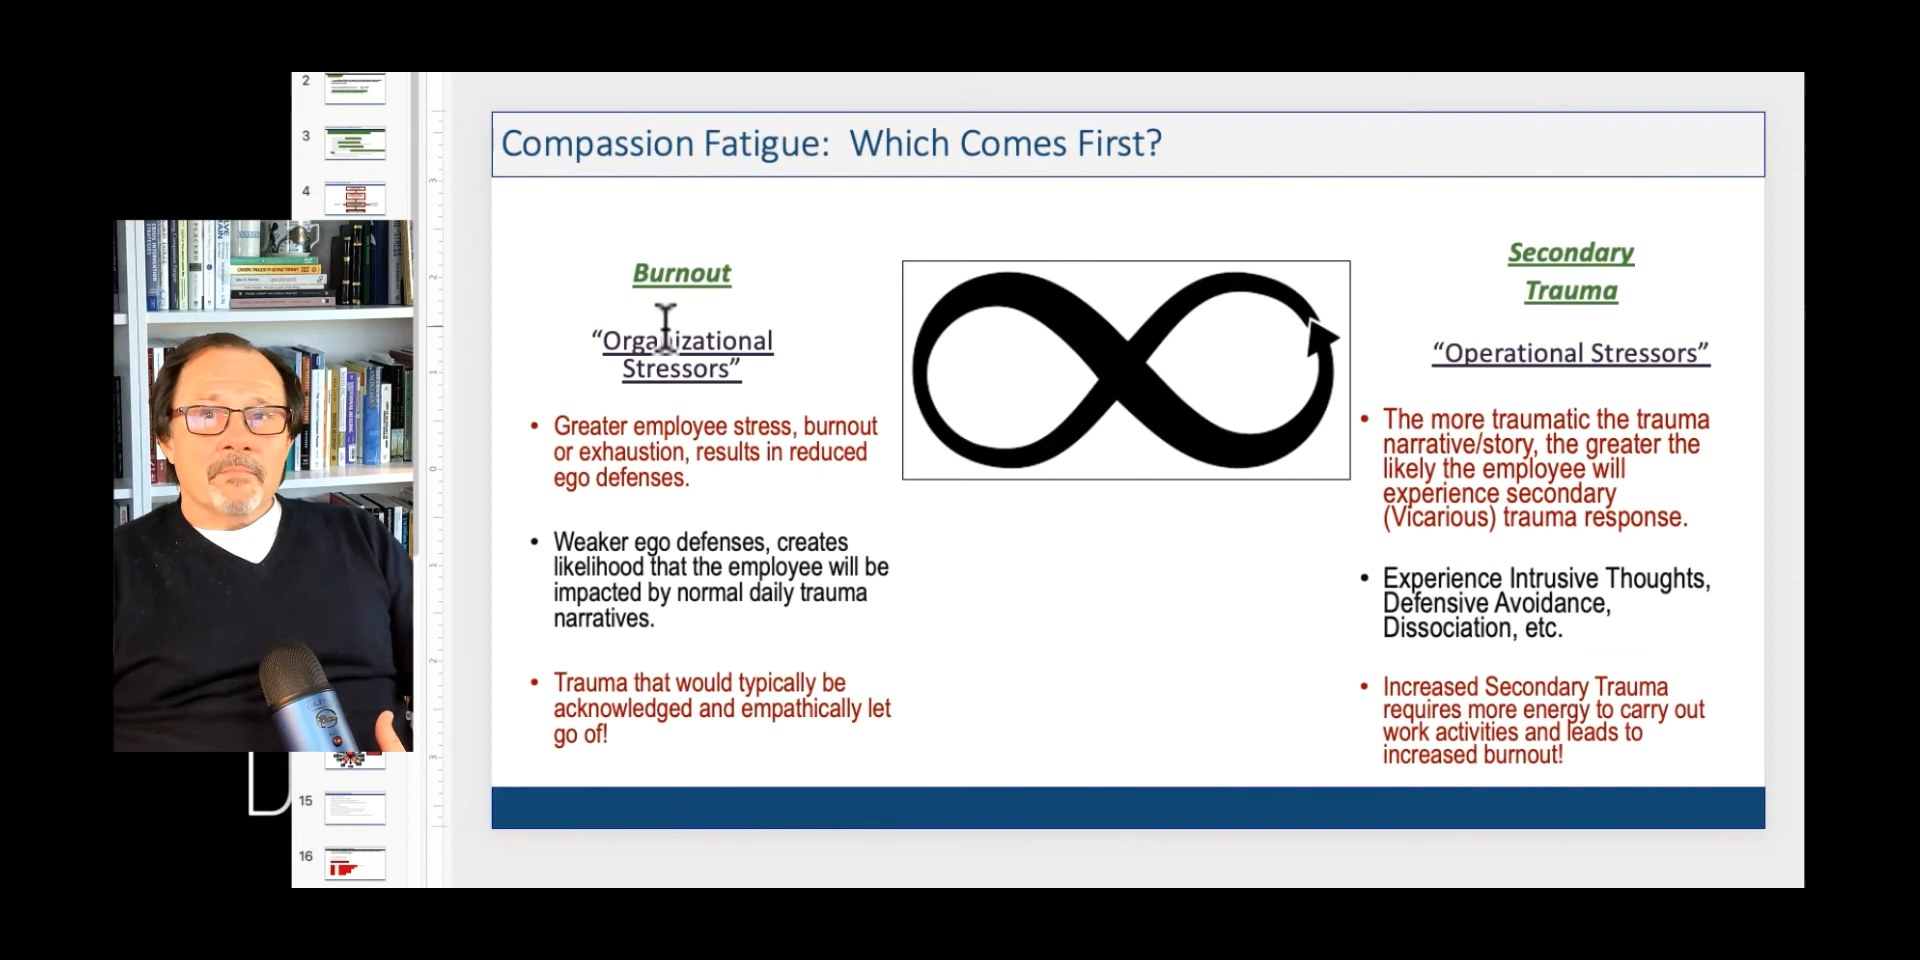 2
3
4
15
16
Compassion Fatigue:  Which Comes First?
Burnout
“Organizational
Stressors”
• Greater employee stress, burnout
or exhaustion, results in reduced
ego defenses.
• Weaker ego defenses, creates
likelihood that the employee will be
impacted by normal daily trauma
narratives.
• Trauma that would typically be
acknowledged and empathically let
go of!
Secondary
Trauma
“Operational Stressors”
• The more traumatic the trauma
narrative/story, the greater the
likely the employee will
experience secondary
(Vicarious) trauma response.
• Experience Intrusive Thoughts,
Defensive Avoidance,
Dissociation, etc.
• Increased Secondary Trauma
requires more energy to carry out
work activities and leads to
increased burnout!